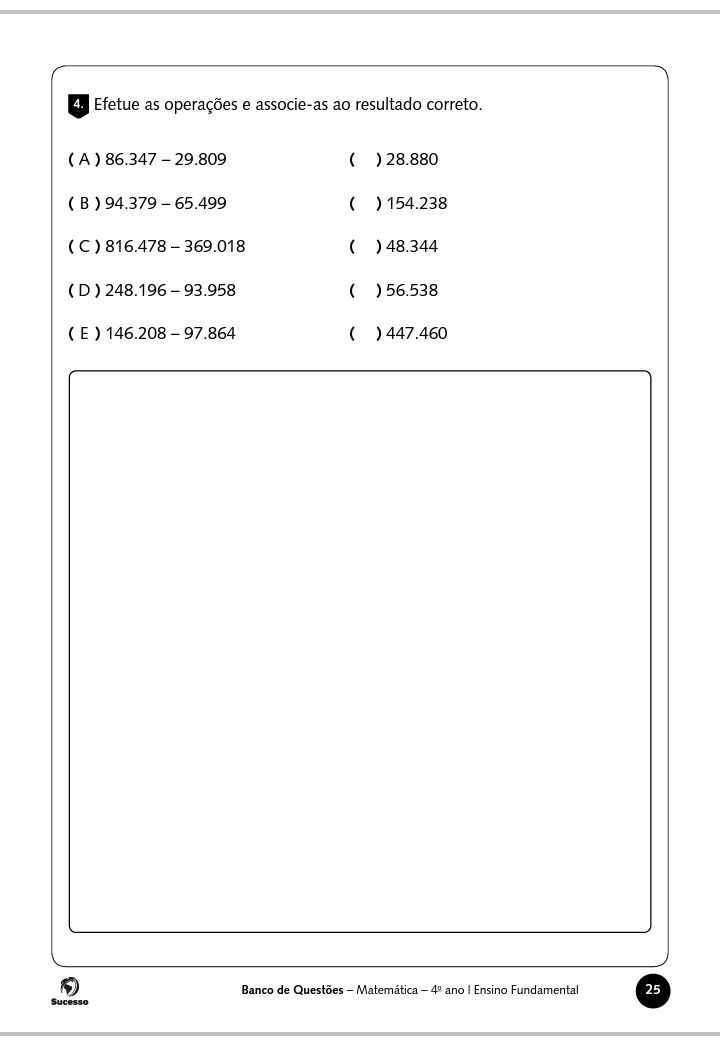 4. Efetue as operações e associe-as ao resultado correto.
( A ) 86.347 – 29.809 ( ) 28.880
( B ) 94.379 – 65.499 ( ) 154.238
( C ) 816.478 – 369.018 ( ) 48.344
( D ) 248.196 – 93.958 ( ) 56.538
( E ) 146.208 – 97.864 ( ) 447.460
Sucesso
Banco de Questões – Matemática – 4º ano I Ensino Fundamental
25